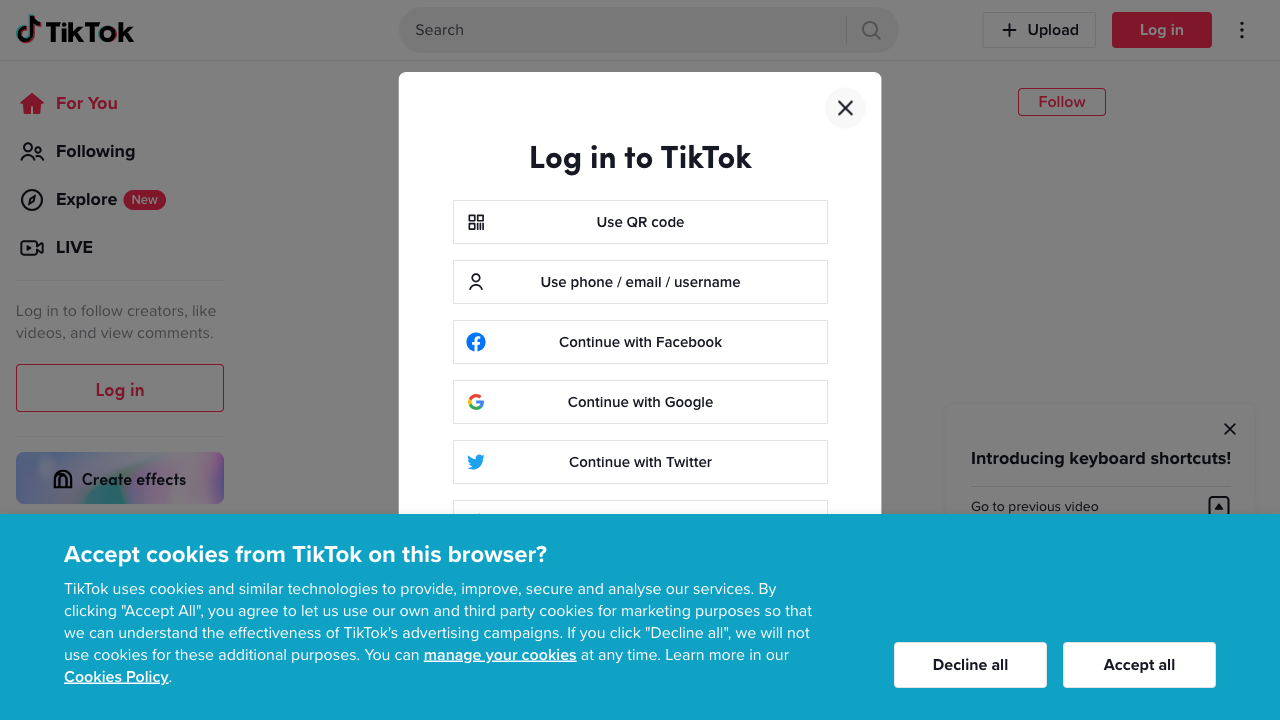 TikTok
Search
Upload
Log in
For You
Following
Explore New
LIVE
Log in to follow creators, like
videos, and view comments.
Log in
Create effects
Follow
Log in to TikTok
Use QR code
Use phone / email / username
Continue with Facebook
Continue with Google
Continue with Twitter
Introducing keyboard shortcuts!
Go to previous video
Accept cookies from TikTok on this browser?
TikTok uses cookies and similar technologies to provide, improve, secure and analyse our services. By
clicking "Accept All", you agree to let us use our own and third party cookies for marketing purposes so that
we can understand the effectiveness of TikTok's advertising campaigns. If you click "Decline all", we will not
use cookies for these additional purposes. You can manage your cookies at any time. Learn more in our
Cookies Policy.
Decline all
Accept all